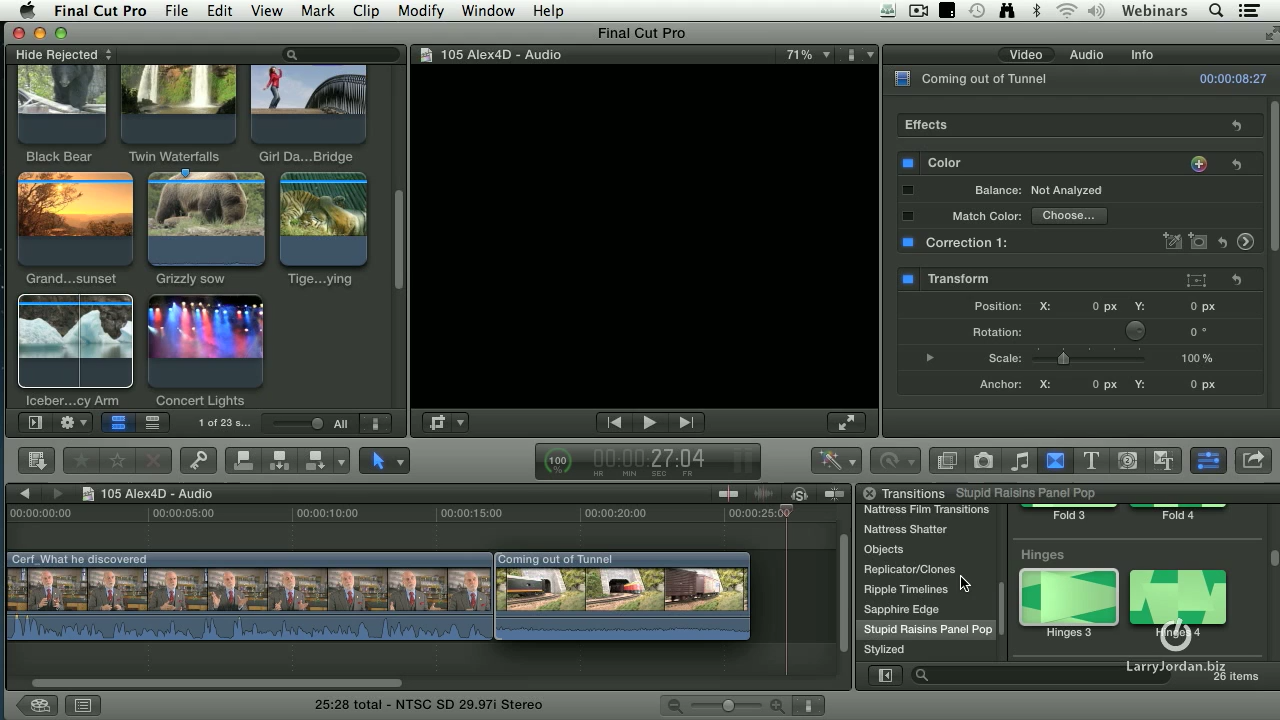 Final Cut Pro File Edit View Mark Clip Modify Window Help Webinars
Final Cut Pro
Hide Rejected
105 Alex4D - Audio 71%
Video Audio Info
Coming out of Tunnel 00:00:08:27
Black Bear Twin Waterfalls Girl Da…Bridge
Grand…sunset Grizzly sow Tige…ying
Iceber…cy Arm Concert Lights
1 of 23 s... All
Effects
Color
Balance: Not Analyzed
Match Color: Choose...
Correction 1:
Transform
Position: X: 0 px Y: 0 px
Rotation: 0 °
Scale: 100 %
Anchor: X: 0 px Y: 0 px
100 % 00:00:27:04
HR MIN SEC FR
105 Alex4D - Audio
00:00:00:00 00:00:05:00 00:00:10:00 00:00:15:00 00:00:20:00 00:00:25:00
Cerf_What he discovered Coming out of Tunnel
Transitions Stupid Raisins Panel Pop
Nattress Film Transitions
Nattress Shatter
Objects
Replicator/Clones
Ripple Timelines
Sapphire Edge
Stupid Raisins Panel Pop
Stylized
Fold 3 Fold 4
Hinges
Hinges 3 Hinges 4
LarryJordan.biz
26 items
25:28 total - NTSC SD 29.97i Stereo